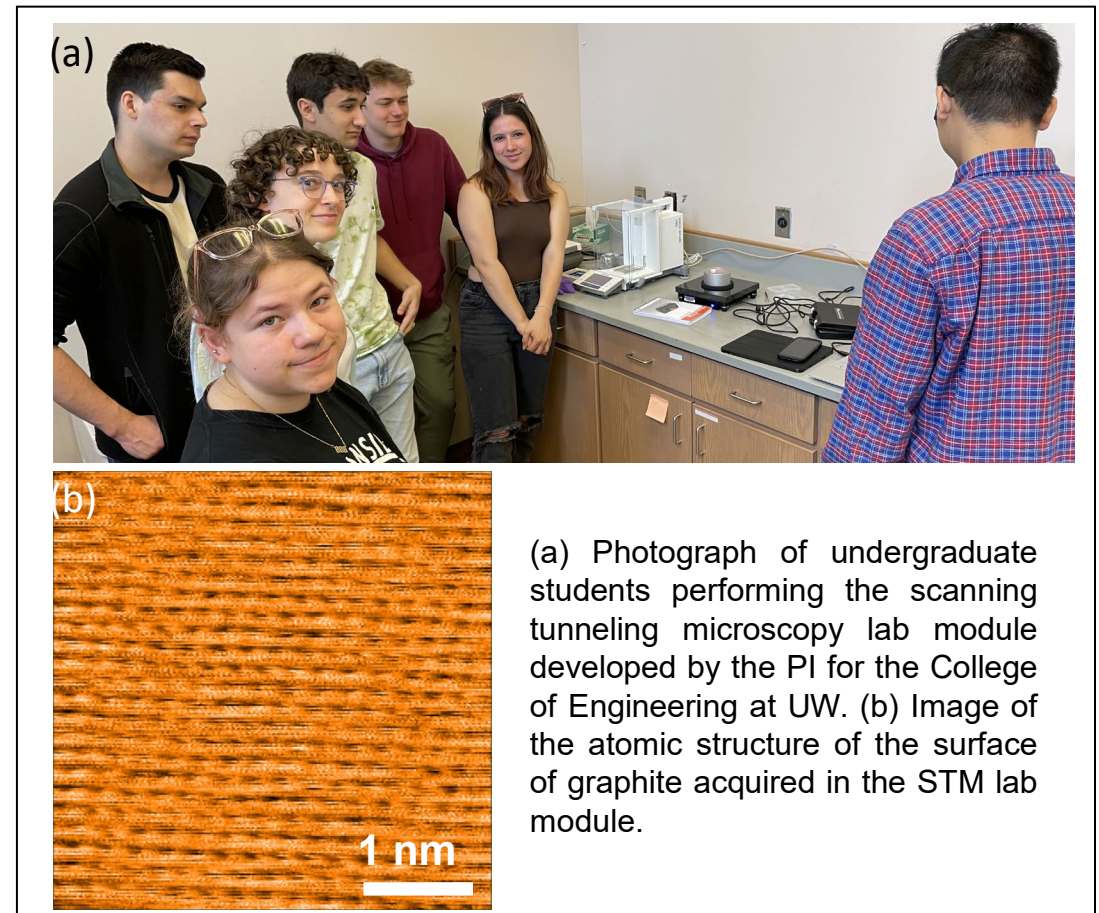 (a)
(b)
1 nm
(a) Photograph of undergraduate
students performing the scanning
tunneling microscopy lab module
developed by the PI for the College
of Engineering at UW. (b) Image of
the atomic structure of the surface
of graphite acquired in the STM lab
module.